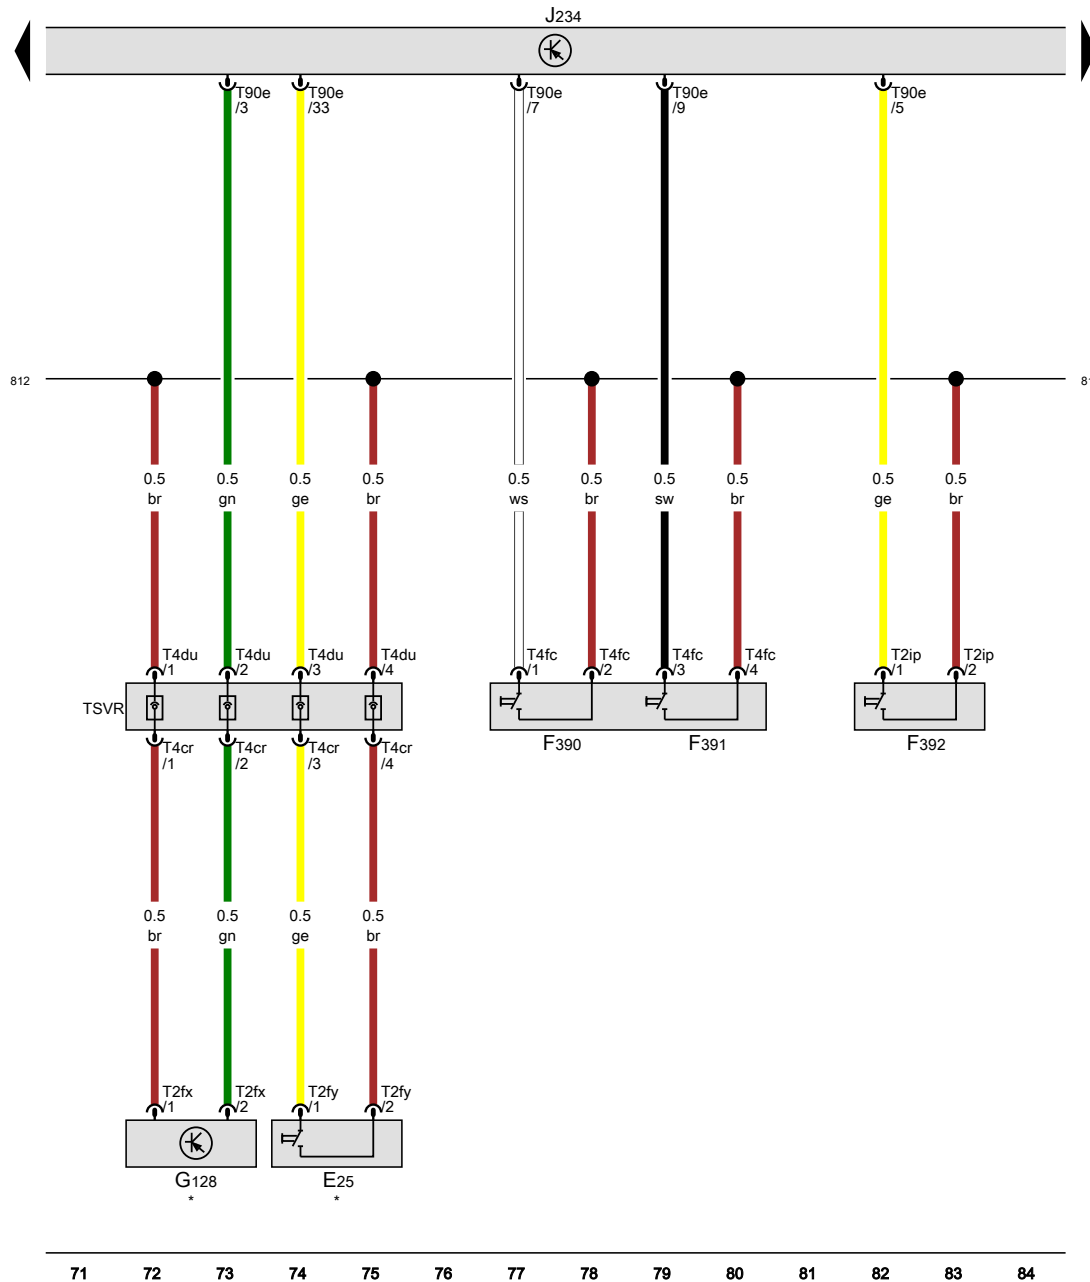 J234
T90e T90e T90e T90e T90e
/3 /33 /7 /9 /5
812 81
0.5 0.5 0.5 0.5 0.5 0.5 0.5 0.5 0.5 0.5
br gn ge br ws br sw br ge br
T4du T4du T4du T4du T4fc T4fc T4fc T4fc T2ip T2ip
/1 /2 /3 /4 /1 /2 /3 /4 /1 /2
TSVR
F390 F391 F392
T4cr T4cr T4cr T4cr
/1 /2 /3 /4
0.5 0.5 0.5 0.5
br gn ge br
T2fx T2fx T2fy T2fy
/1 /2 /1 /2
G128 E25
* *
71 72 73 74 75 76 77 78 79 80 81 82 83 84